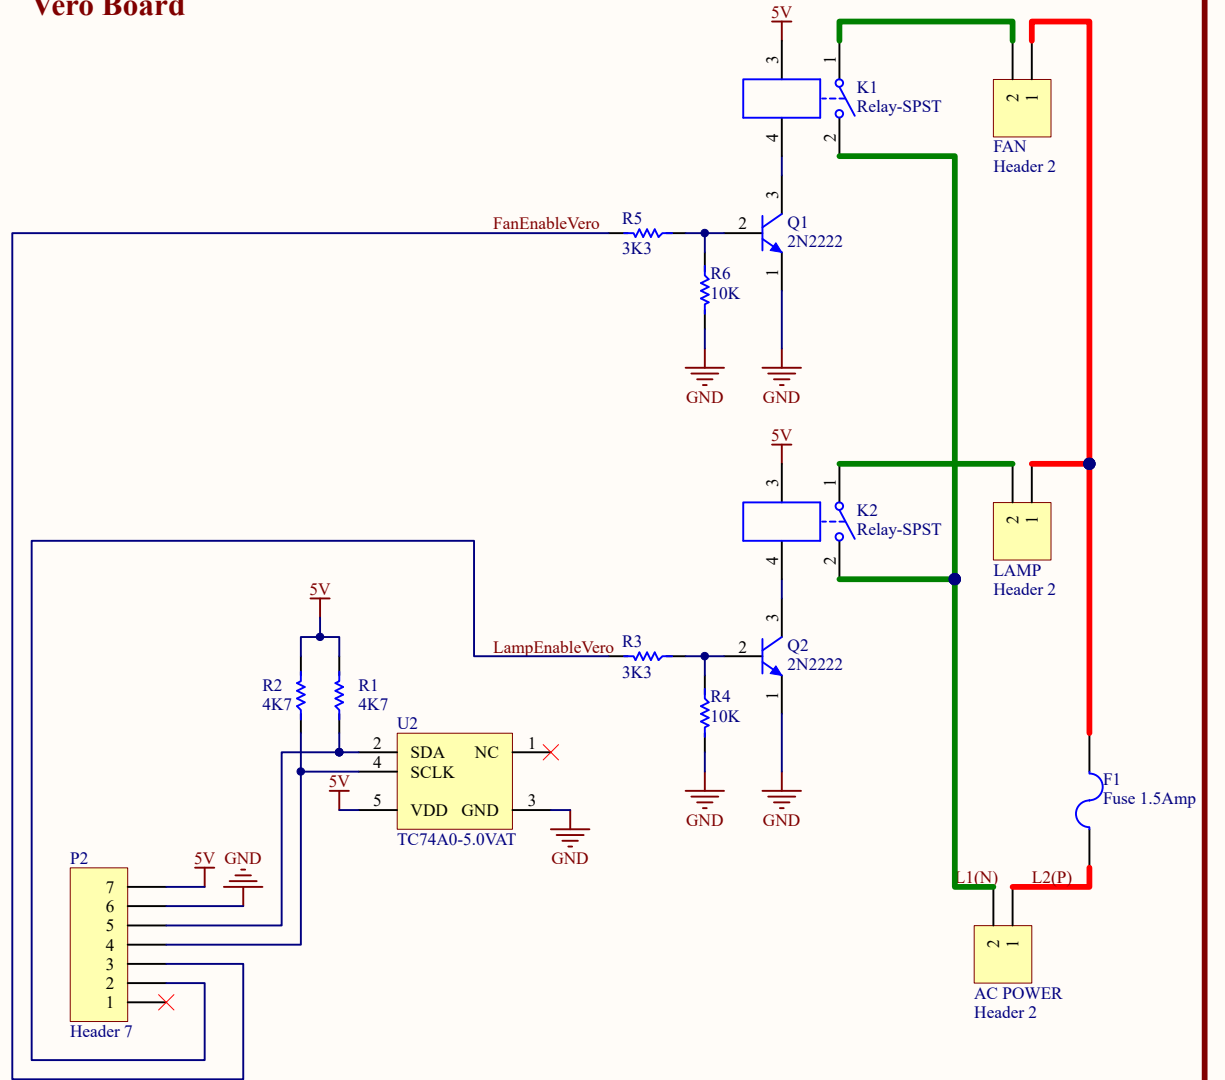 Vero Board
5V
3
1
K1
Relay-SPST
4
2
2
1
FAN
Header 2
FanEnableVero
R5
3K3
3
2
Q1
2N2222
1
R6
10K
GND
GND
5V
3
1
K2
Relay-SPST
4
2
2
1
LAMP
Header 2
LampEnableVero
R3
3K3
3
2
Q2
2N2222
1
R4
10K
GND
GND
5V
R2
4K7
R1
4K7
U2
2
SDA
NC
1
4
SCLK
5V
5
VDD
GND
3
TC74A0-5.0VAT
GND
F1
Fuse 1.5Amp
L1(N)
L2(P)
2
1
AC POWER
Header 2
P2
5V
GND
7
6
5
4
3
2
1
Header 7